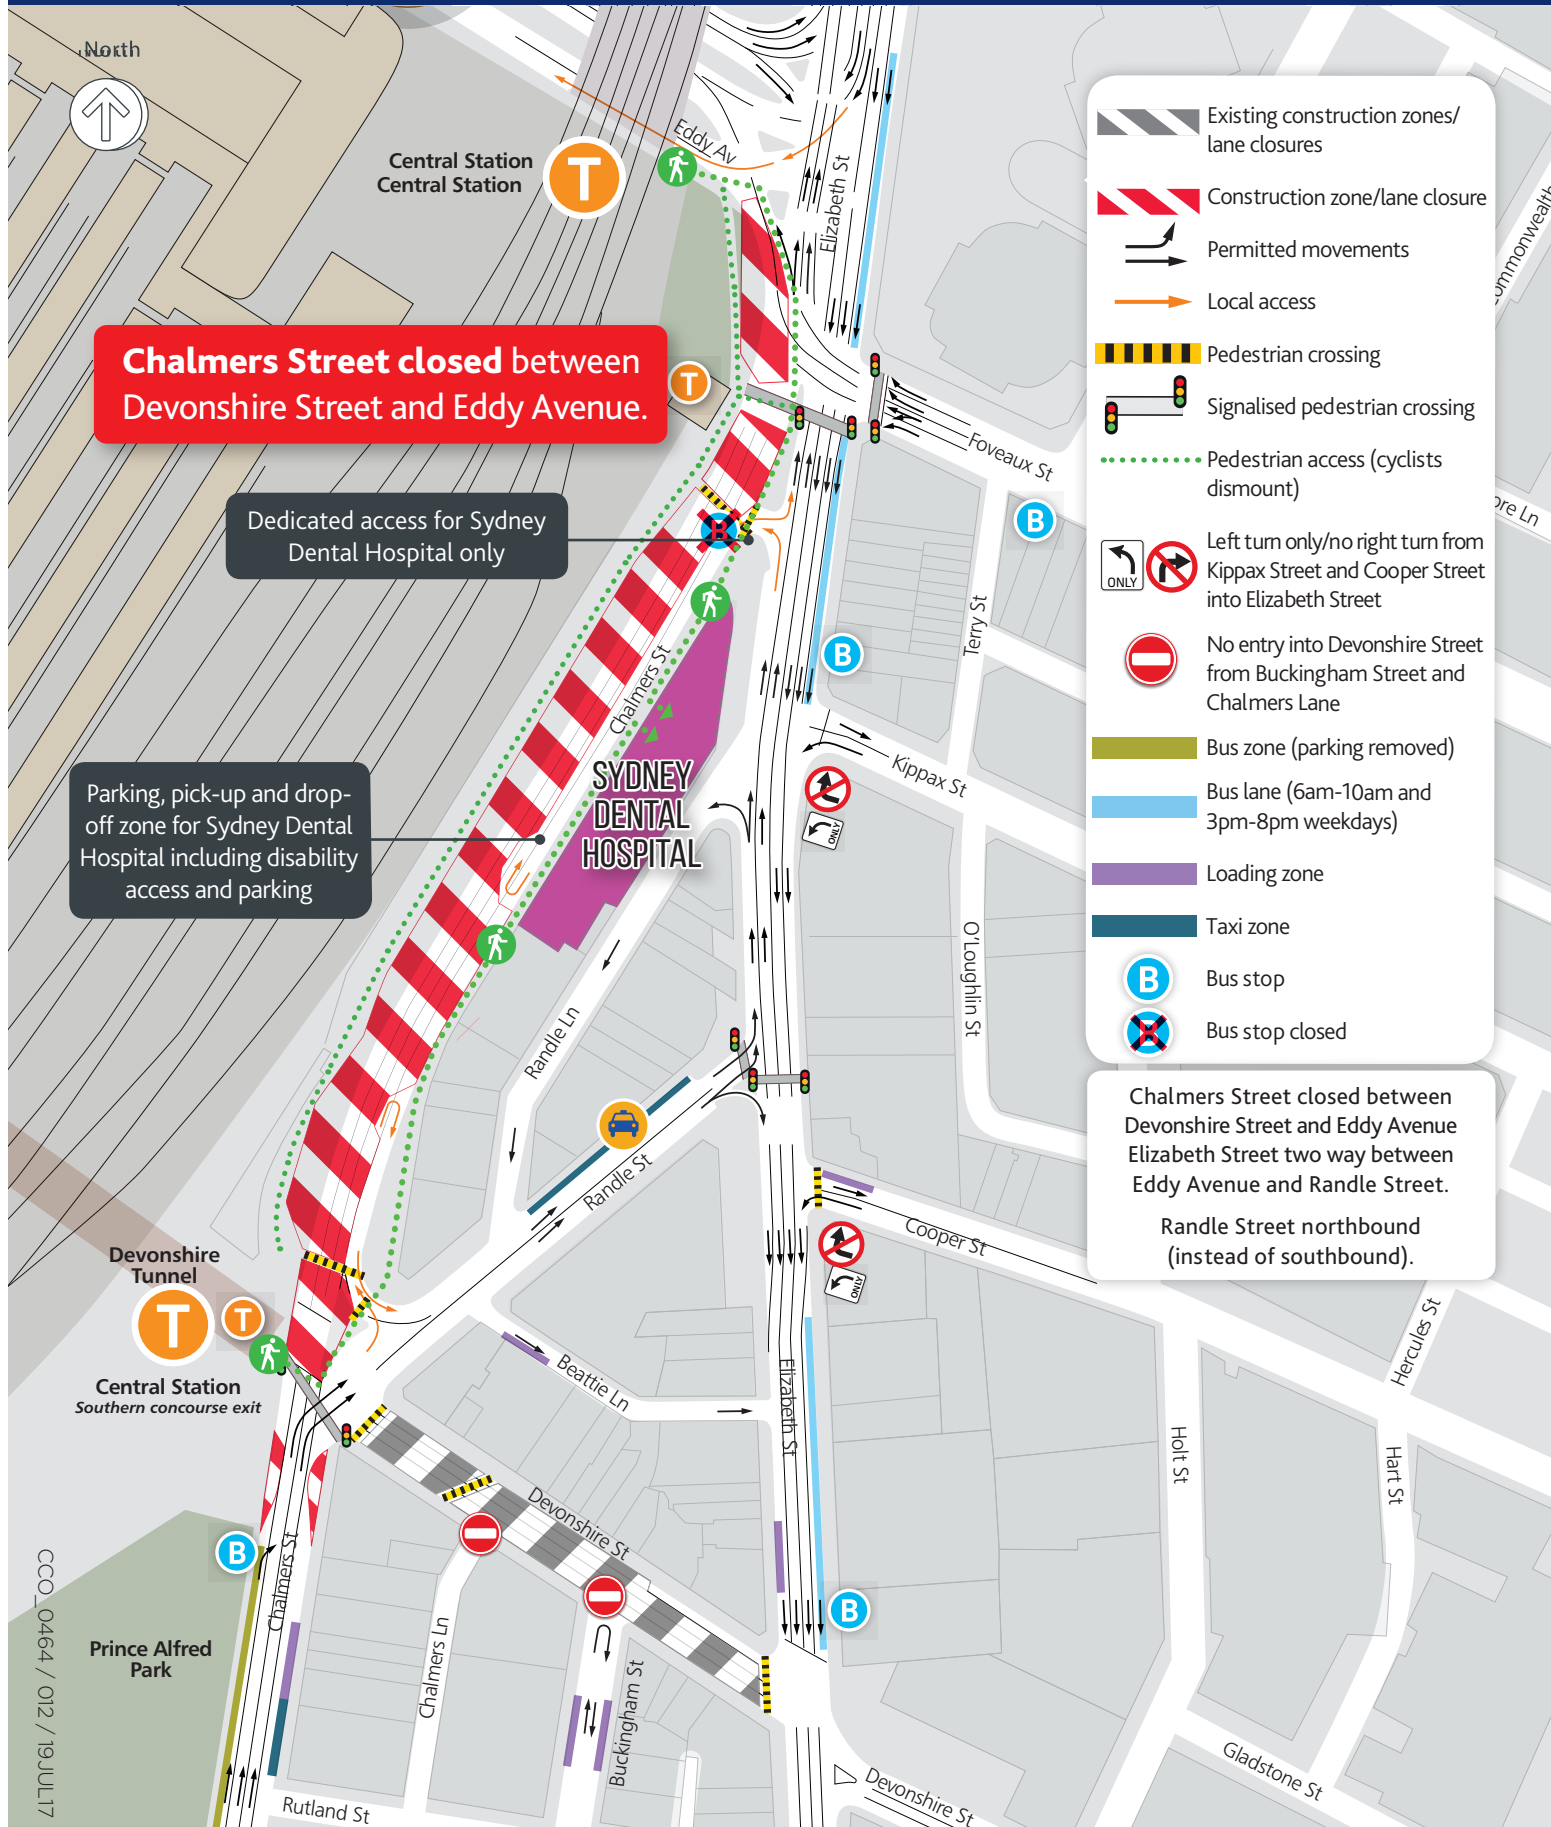 North
Central Station
Central Station
T
Eddy Av
Elizabeth St
Chalmers Street closed between
Devonshire Street and Eddy Avenue.
T
Foveaux St
B
Dedicated access for Sydney
Dental Hospital only
B
Terry St
B
Chalmers St
Kippax St
ONLY
SYDNEY
DENTAL
HOSPITAL
Parking, pick-up and drop-
off zone for Sydney Dental
Hospital including disability
access and parking
O'Loughlin St
Randle Ln
Randle St
Cooper St
ONLY
Devonshire
Tunnel
T
T
Central Station
Southern concourse exit
Beattie Ln
Elizabeth St
Devonshire St
Holt St
Hart St
Hercules St
B
Chalmers St
B
Prince Alfred
Park
Chalmers Ln
Buckingham St
Rutland St
Devonshire St
Gladstone St
CCO_0464 / 012 / 19JUL17
ommonwealth
ore Ln
Existing construction zones/
lane closures
Construction zone/lane closure
Permitted movements
Local access
Pedestrian crossing
Signalised pedestrian crossing
Pedestrian access (cyclists
dismount)
ONLY
Left turn only/no right turn from
Kippax Street and Cooper Street
into Elizabeth Street
No entry into Devonshire Street
from Buckingham Street and
Chalmers Lane
Bus zone (parking removed)
Bus lane (6am-10am and
3pm-8pm weekdays)
Loading zone
Taxi zone
B
Bus stop
B
Bus stop closed
Chalmers Street closed between
Devonshire Street and Eddy Avenue
Elizabeth Street two way between
Eddy Avenue and Randle Street.
Randle Street northbound
(instead of southbound).